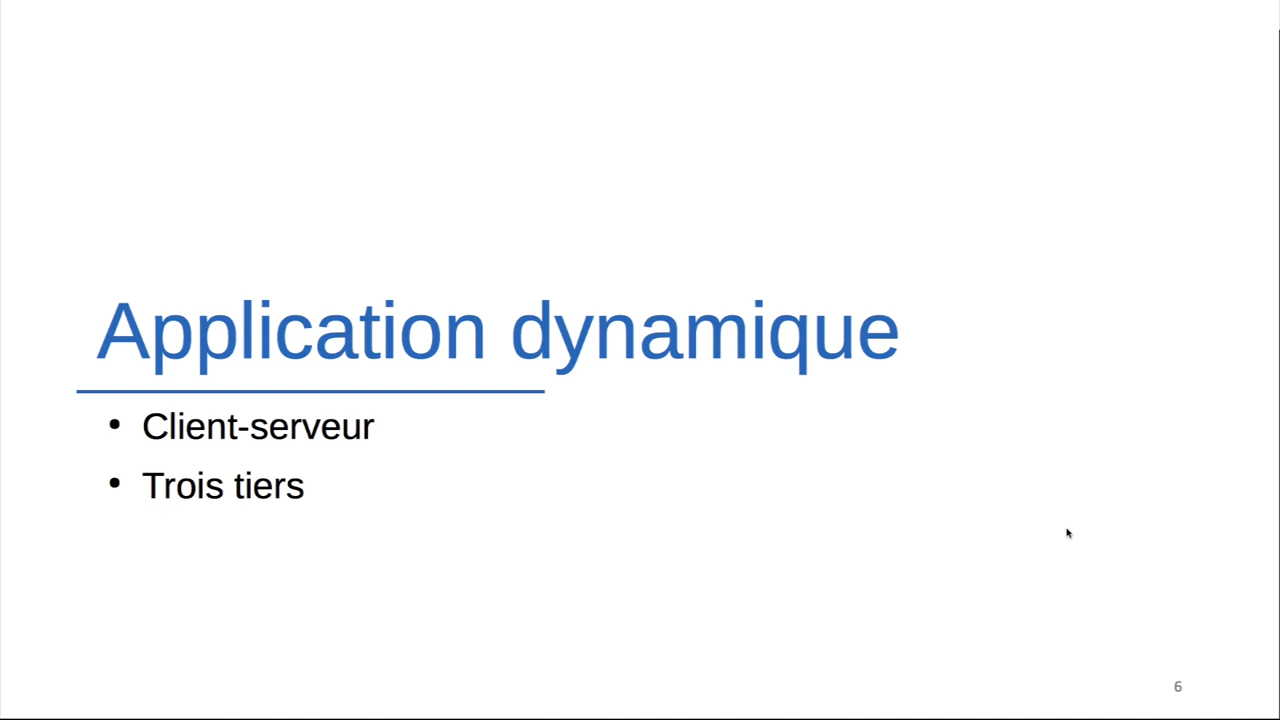 Application dynamique
• Client-serveur
• Trois tiers
6